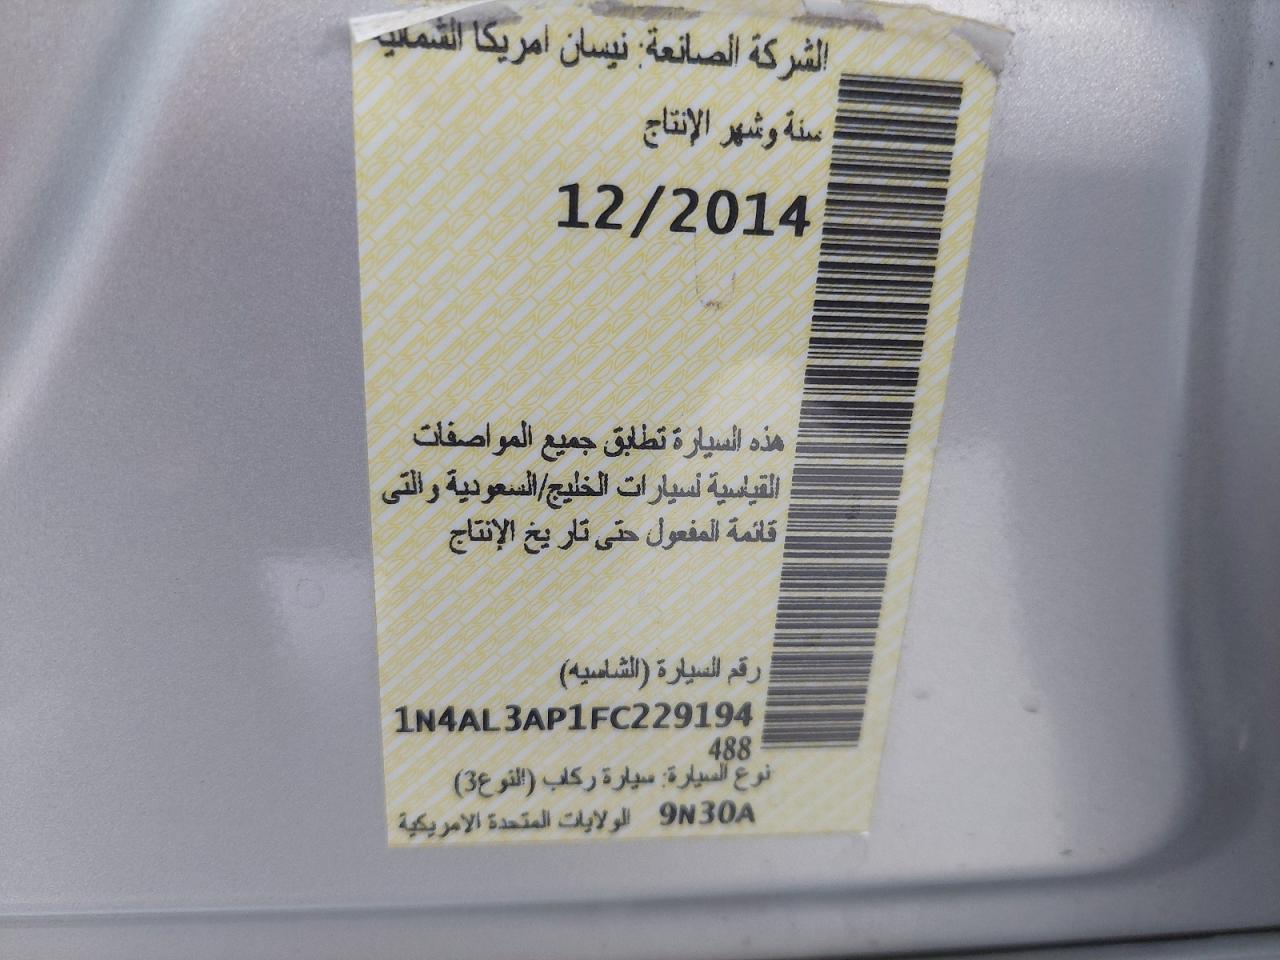 الشركة الصانعة: نيسان امريكا الشمالية
سنة وشهر الإنتاج
12/2014
هذه السيارة تطابق جميع المواصفات
القياسية لسيارات الخليج/السعودية والتى
قائمة المفعول حتى تاريخ الإنتاج
رقم السيارة (الشاسيه)
1N4AL3AP1FC229194
488
نوع السيارة: سيارة ركاب (النوع3)
9N30A الولايات المتحدة الامريكية